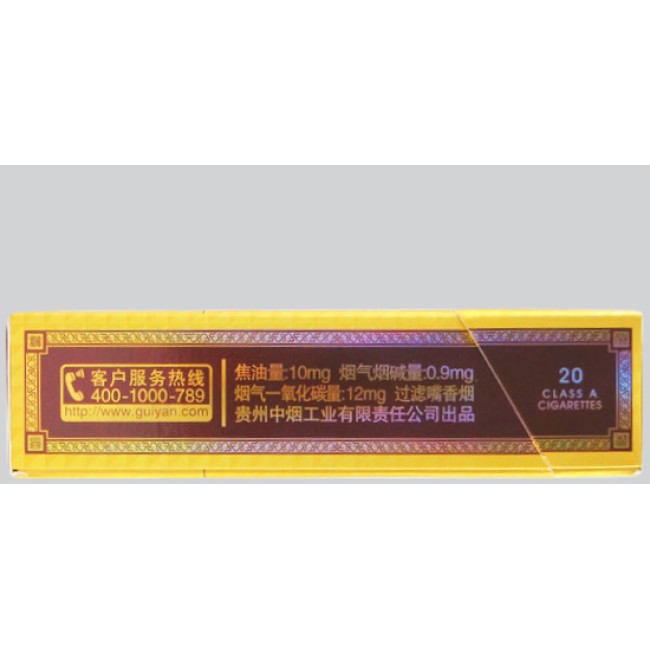 客户服务热线
400-1000-789
http://www.guiyan.com
焦油量:10mg 烟气烟碱量:0.9mg
烟气一氧化碳量:12mg 过滤嘴香烟
贵州中烟工业有限责任公司出品
20
CLASS A
CIGARETTES